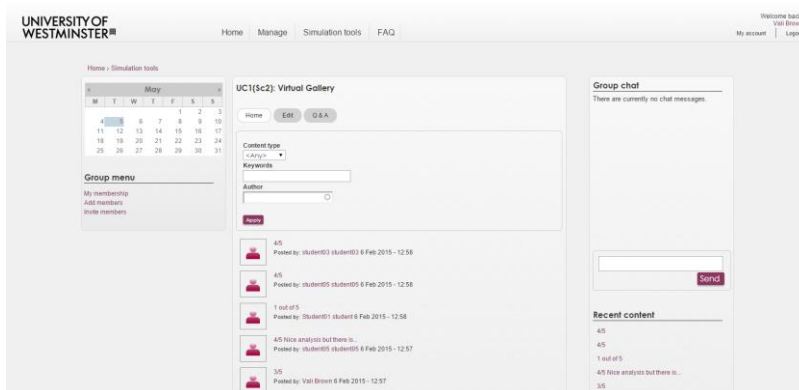 UNIVERSITY OF
WESTMINSTER
Home Manage Simulation tools FAQ
Welcome back
Vali Brown
My account
Home › Simulation tools
May
M T W T F S S
1 2 3
4 5 6 7 8 9 10
11 12 13 14 15 16 17
18 19 20 21 22 23 24
25 26 27 28 29 30 31
Group menu
My membership
Add members
Invite members
UC1(Sc2): Virtual Gallery
Home Edit Q & A
Content type
<Any>
Keywords
Author
Apply
4/5
Posted by: student03 student03 6 Feb 2015 - 12:58
4/5
Posted by: student05 student05 6 Feb 2015 - 12:58
1 out of 5
Posted by: Student01 student 6 Feb 2015 - 12:58
4/5 Nice analysis but there is...
Posted by: student05 student05 6 Feb 2015 - 12:57
3/5
Posted by: Vali Brown 6 Feb 2015 - 12:57
Group chat
There are currently no chat messages.
Send
Recent content
4/5
4/5
1 out of 5
4/5 Nice analysis but there is...
3/5